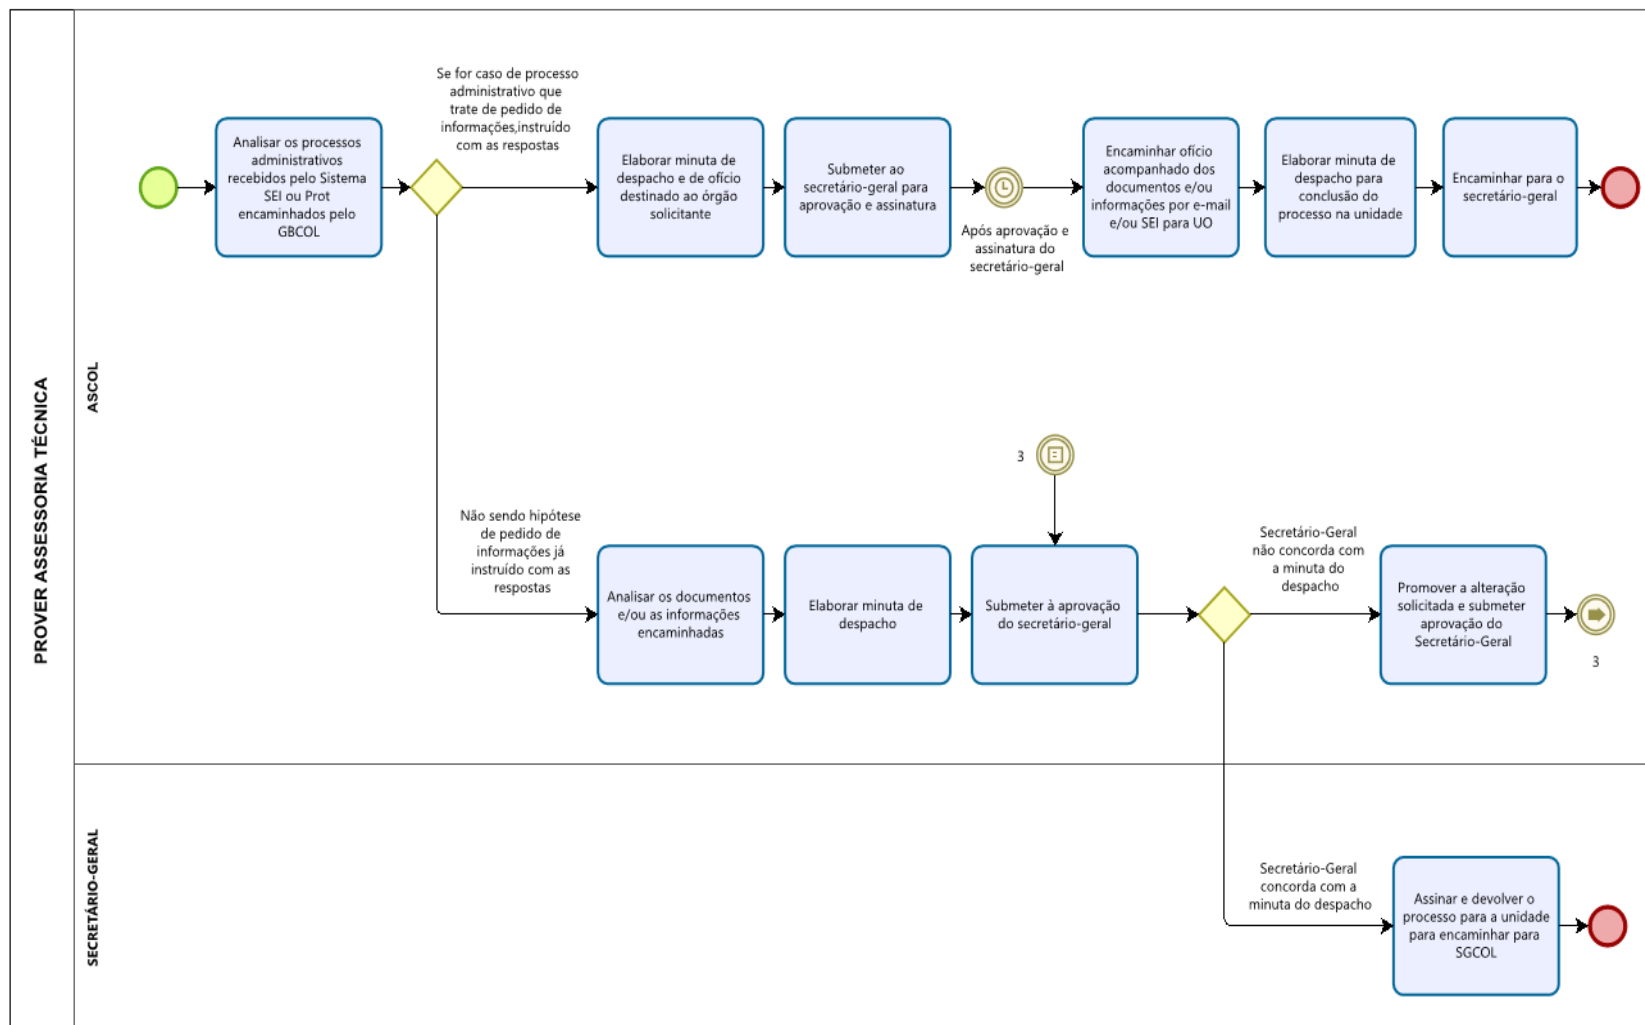 PROVER ASSESSORIA TÉCNICA
ASCOL
Analisar os processos
administrativos
recebidos pelo Sistema
SEI ou Prot
encaminhados pelo
GBCOL
Se for caso de processo
administrativo que
trate de pedido de
informações,instruído
com as respostas
Elaborar minuta de
despacho e de ofício
destinado ao órgão
solicitante
Submeter ao
secretário-geral para
aprovação e assinatura
Após aprovação e
assinatura do
secretário-geral
Encaminhar ofício
acompanhado dos
documentos e/ou
informações por e-mail
e/ou SEI para UO
Elaborar minuta de
despacho para
conclusão do
processo na unidade
Encaminhar para o
secretário-geral
Não sendo hipótese
de pedido de
informações já
instruído com as
respostas
Analisar os documentos
e/ou as informações
encaminhadas
Elaborar minuta de
despacho
3
Submeter à aprovação
do secretário-geral
Secretário-Geral
não concorda com
a minuta do
despacho
Promover a alteração
solicitada e submeter
aprovação do
Secretário-Geral
3
SECRETÁRIO-GERAL
Secretário-Geral
concorda com a
minuta do despacho
Assinar e devolver o
processo para a unidade
para encaminhar para
SGCOL